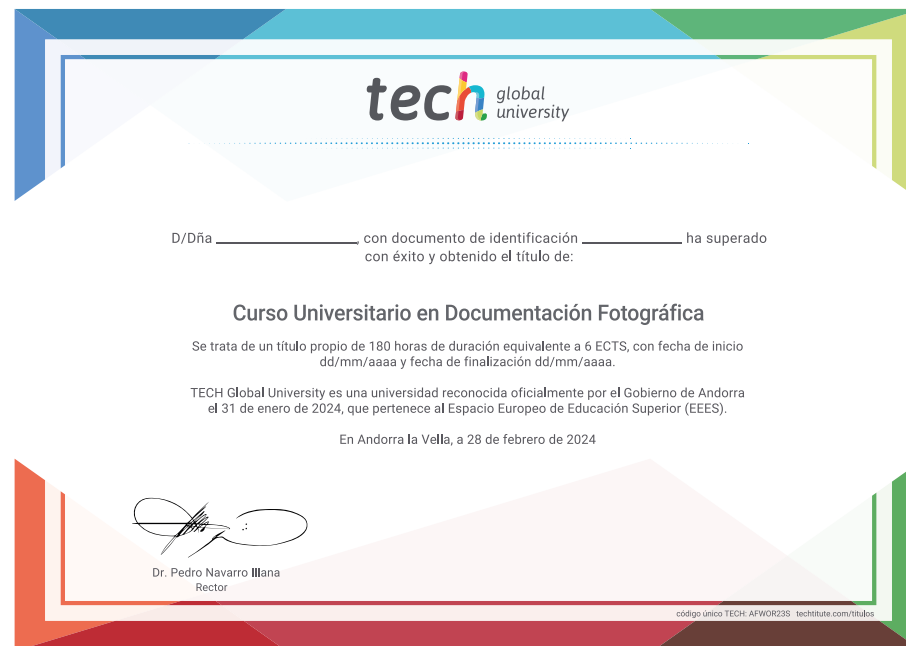 tech global
university
D/Dña ____________________, con documento de identificación ______________ ha superado
con éxito y obtenido el título de:
Curso Universitario en Documentación Fotográfica
Se trata de un título propio de 180 horas de duración equivalente a 6 ECTS, con fecha de inicio
dd/mm/aaaa y fecha de finalización dd/mm/aaaa.
TECH Global University es una universidad reconocida oficialmente por el Gobierno de Andorra
el 31 de enero de 2024, que pertenece al Espacio Europeo de Educación Superior (EEES).
En Andorra la Vella, a 28 de febrero de 2024
Dr. Pedro Navarro Illana
Rector
código único TECH: AFWOR23S techtitute.com/titulos